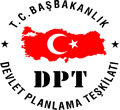 T.C. BAŞBAKANLIK
DPT
DEVLET PLANLAMA TEŞKİLATI